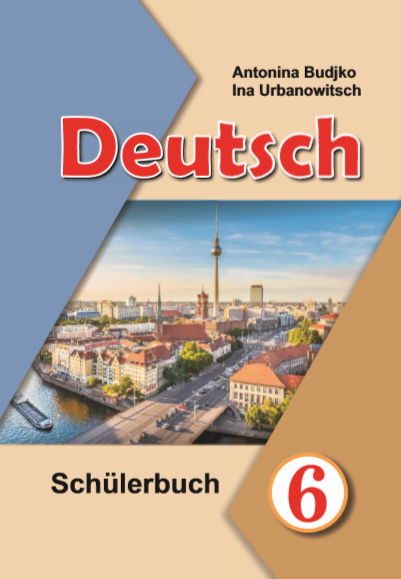 Antonina Budjko
Ina Urbanowitsch
Deutsch
Schülerbuch
6